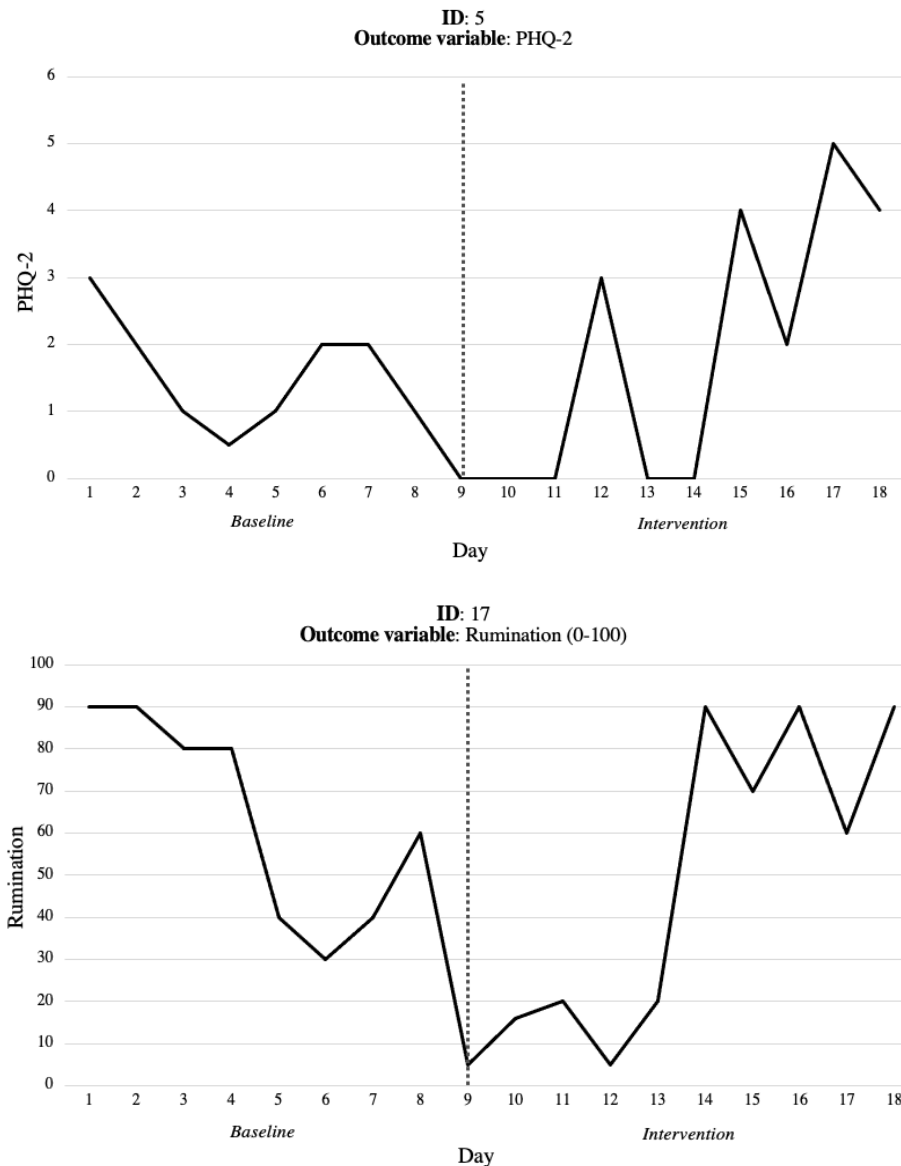 ID: 5
Outcome variable: PHQ-2
6
5
4
3
2
1
0
PHQ-2
1 2 3 4 5 6 7 8 9 10 11 12 13 14 15 16 17 18
Baseline Intervention
Day
ID: 17
Outcome variable: Rumination (0-100)
100
90
80
70
60
50
40
30
20
10
0
Rumination
1 2 3 4 5 6 7 8 9 10 11 12 13 14 15 16 17 18
Baseline Intervention
Day